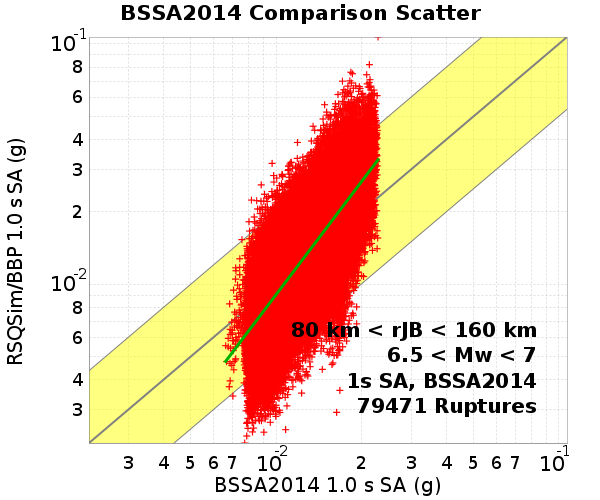 BSSA2014 Comparison Scatter
RSQSim/BBP 1.0 s SA (g)
10-1
8
6
4
3
2
10-2
8
6
4
3
80 km < rJB < 160 km
6.5 < Mw < 7
1s SA, BSSA2014
79471 Ruptures
3 4 5 6 7 10-2 2 3 4 5 6 7 10-1
BSSA2014 1.0 s SA (g)